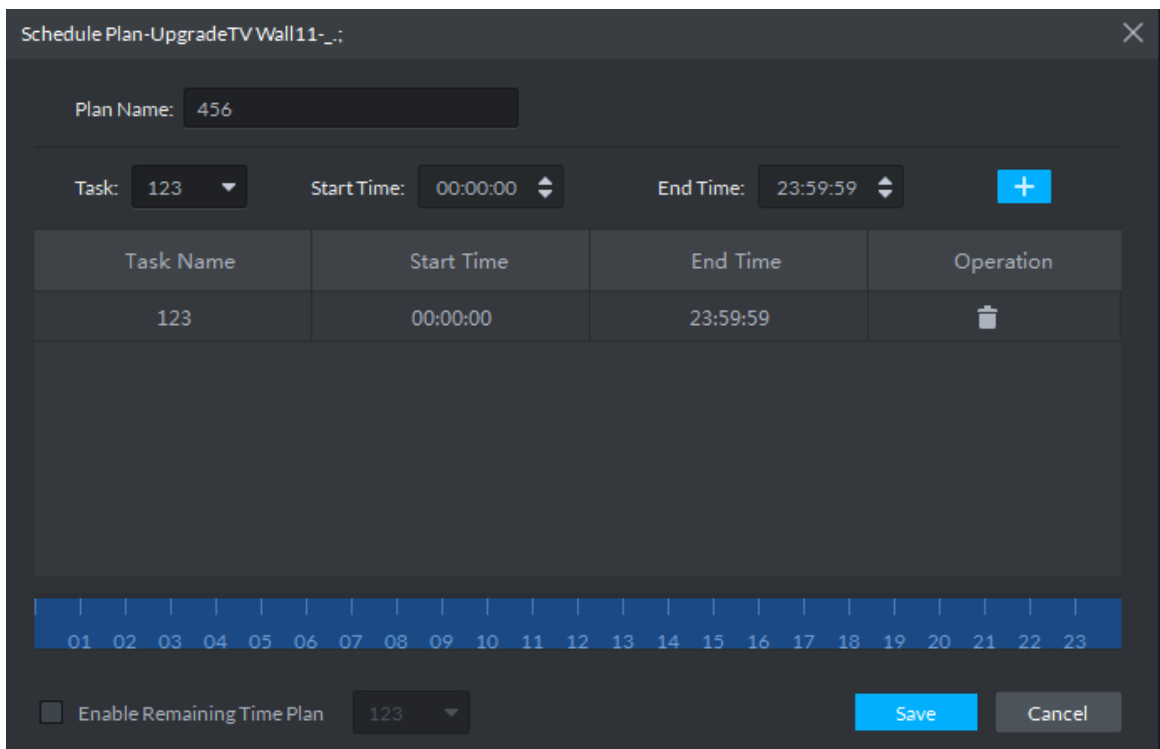 Schedule Plan-UpgradeTV Wall11-_.;
Plan Name: 456
Task: 123 Start Time: 00:00:00 End Time: 23:59:59 +
Task Name Start Time End Time Operation
123 00:00:00 23:59:59
01 02 03 04 05 06 07 08 09 10 11 12 13 14 15 16 17 18 19 20 21 22 23
Enable Remaining Time Plan 123 Save Cancel